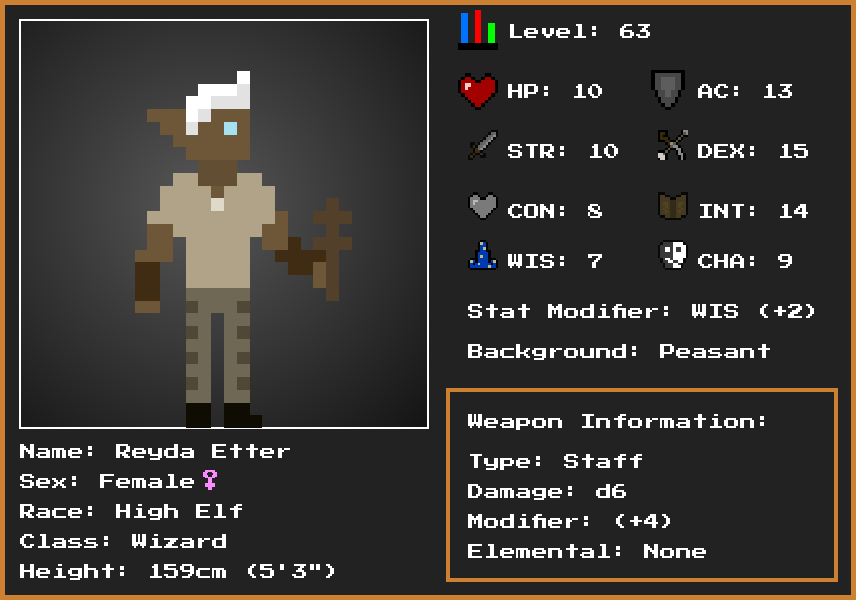 Level: 63
HP: 10
AC: 13
STR: 10
DEX: 15
CON: 8
INT: 14
WIS: 7
CHA: 9
Stat Modifier: WIS (+2)
Background: Peasant
Weapon Information:
Type: Staff
Damage: d6
Modifier: (+4)
Elemental: None
Name: Reyda Etter
Sex: Female♀
Race: High Elf
Class: Wizard
Height: 159cm (5'3")